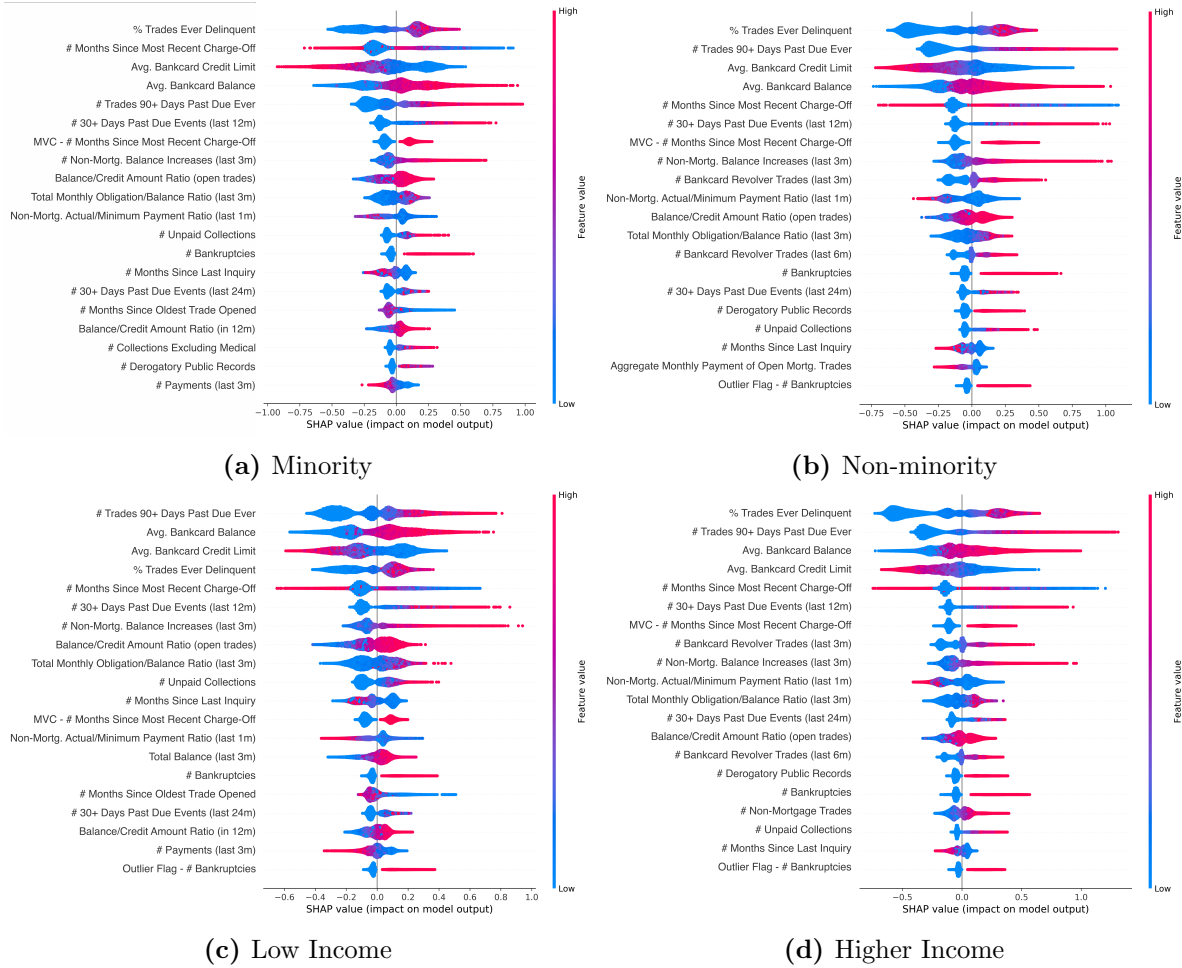 High
% Trades Ever Delinquent
# Months Since Most Recent Charge-Off
Avg. Bankcard Credit Limit
Avg. Bankcard Balance
# Trades 90+ Days Past Due Ever
# 30+ Days Past Due Events (last 12m)
MVC - # Months Since Most Recent Charge-Off
# Non-Mortg. Balance Increases (last 3m)
Balance/Credit Amount Ratio (open trades)
Total Monthly Obligation/Balance Ratio (last 3m)
Non-Mortg. Actual/Minimum Payment Ratio (last 1m)
# Unpaid Collections
# Bankruptcies
# Months Since Last Inquiry
# 30+ Days Past Due Events (last 24m)
# Months Since Oldest Trade Opened
Balance/Credit Amount Ratio (in 12m)
# Collections Excluding Medical
# Derogatory Public Records
# Payments (last 3m)
Feature value
Low
−1.00 −0.75 −0.50 −0.25 0.00 0.25 0.50 0.75 1.00
SHAP value (impact on model output)
(a) Minority
High
% Trades Ever Delinquent
# Trades 90+ Days Past Due Ever
Avg. Bankcard Credit Limit
Avg. Bankcard Balance
# Months Since Most Recent Charge-Off
# 30+ Days Past Due Events (last 12m)
MVC - # Months Since Most Recent Charge-Off
# Non-Mortg. Balance Increases (last 3m)
# Bankcard Revolver Trades (last 3m)
Non-Mortg. Actual/Minimum Payment Ratio (last 1m)
Balance/Credit Amount Ratio (open trades)
Total Monthly Obligation/Balance Ratio (last 3m)
# Bankcard Revolver Trades (last 6m)
# Bankruptcies
# 30+ Days Past Due Events (last 24m)
# Derogatory Public Records
# Unpaid Collections
# Months Since Last Inquiry
Aggregate Monthly Payment of Open Mortg. Trades
Outlier Flag - # Bankruptcies
Feature value
Low
−0.75 −0.50 −0.25 0.00 0.25 0.50 0.75 1.00
SHAP value (impact on model output)
(b) Non-minority
High
# Trades 90+ Days Past Due Ever
Avg. Bankcard Balance
Avg. Bankcard Credit Limit
% Trades Ever Delinquent
# Months Since Most Recent Charge-Off
# 30+ Days Past Due Events (last 12m)
# Non-Mortg. Balance Increases (last 3m)
Balance/Credit Amount Ratio (open trades)
Total Monthly Obligation/Balance Ratio (last 3m)
# Unpaid Collections
# Months Since Last Inquiry
MVC - # Months Since Most Recent Charge-Off
Non-Mortg. Actual/Minimum Payment Ratio (last 1m)
Total Balance (last 3m)
# Bankruptcies
# Months Since Oldest Trade Opened
# 30+ Days Past Due Events (last 24m)
Balance/Credit Amount Ratio (in 12m)
# Payments (last 3m)
Outlier Flag - # Bankruptcies
Feature value
Low
−0.6 −0.4 −0.2 0.0 0.2 0.4 0.6 0.8 1.0
SHAP value (impact on model output)
(c) Low Income
High
% Trades Ever Delinquent
# Trades 90+ Days Past Due Ever
Avg. Bankcard Balance
Avg. Bankcard Credit Limit
# Months Since Most Recent Charge-Off
# 30+ Days Past Due Events (last 12m)
MVC - # Months Since Most Recent Charge-Off
# Bankcard Revolver Trades (last 3m)
# Non-Mortg. Balance Increases (last 3m)
Non-Mortg. Actual/Minimum Payment Ratio (last 1m)
Total Monthly Obligation/Balance Ratio (last 3m)
# 30+ Days Past Due Events (last 24m)
Balance/Credit Amount Ratio (open trades)
# Bankcard Revolver Trades (last 6m)
# Derogatory Public Records
# Bankruptcies
# Non-Mortgage Trades
# Unpaid Collections
# Months Since Last Inquiry
Outlier Flag - # Bankruptcies
Feature value
Low
−0.5 0.0 0.5 1.0
SHAP value (impact on model output)
(d) Higher Income